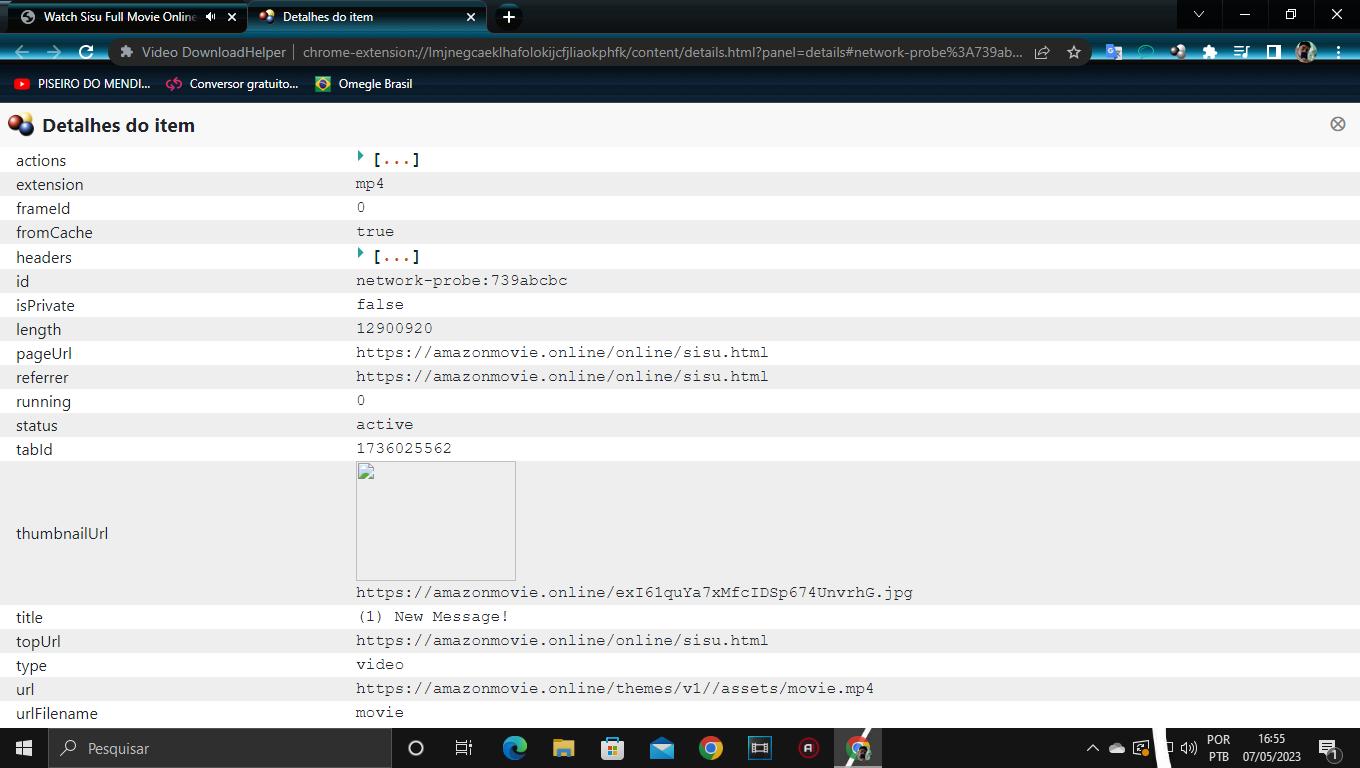 Watch Sisu Full Movie Online
Detalhes do item
Video DownloadHelper
chrome-extension://lmjnegcaeklhafolokijcfjliaokphfk/content/details.html?panel=details#network-probe%3A739ab...
PISEIRO DO MENDI...
Conversor gratuito...
Omegle Brasil
Detalhes do item
actions [...]
extension mp4
frameId 0
fromCache true
headers [...]
id network-probe:739abcbc
isPrivate false
length 12900920
pageUrl https://amazonmovie.online/online/sisu.html
referrer https://amazonmovie.online/online/sisu.html
running 0
status active
tabId 1736025562
thumbnailUrl
https://amazonmovie.online/exI61quYa7xMfcIDSp674UnvrhG.jpg
title (1) New Message!
topUrl https://amazonmovie.online/online/sisu.html
type video
url https://amazonmovie.online/themes/v1//assets/movie.mp4
urlFilename movie
Pesquisar
POR
PTB
16:55
07/05/2023
1